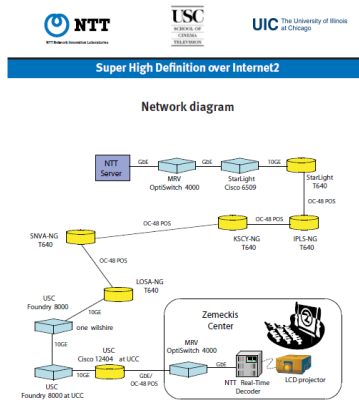 NTT
NTT Network Innovation Laboratories
USC
SCHOOL OF
CINEMA
TELEVISION
UIC The University of Illinois
at Chicago
Super High Definition over Internet2
Network diagram
NTT
Server
GbE
MRV
OptiSwitch 4000
GbE
StarLight
Cisco 6509
10GE
StarLight
T640
OC-48 POS
SNVA-NG
T640
OC-48 POS
KSCY-NG
T640
OC-48 POS
IPLS-NG
T640
OC-48 POS
LOSA-NG
T640
USC
Foundry 8000
10GE
one wilshire
10GE
USC
Foundry 8000 at UCC
10GE
USC
Cisco 12404 at UCC
GbE/
OC-48 POS
MRV
OptiSwitch 4000
GbE
Zemeckis
Center
NTT Real-Time
Decoder
LCD projector